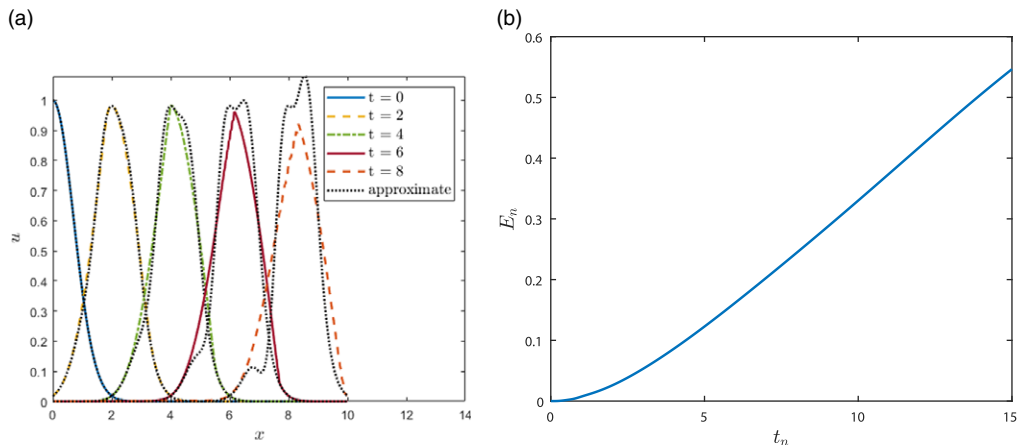 (a)
(b)
1
0.9
0.8
0.7
0.6
0.5
0.4
0.3
0.2
0.1
0
u
0 2 4 6 8 10 12 14
x
t = 0
t = 2
t = 4
t = 6
t = 8
approximate
0.6
0.5
0.4
0.3
0.2
0.1
0
E_n
0 5 10 15
t_n